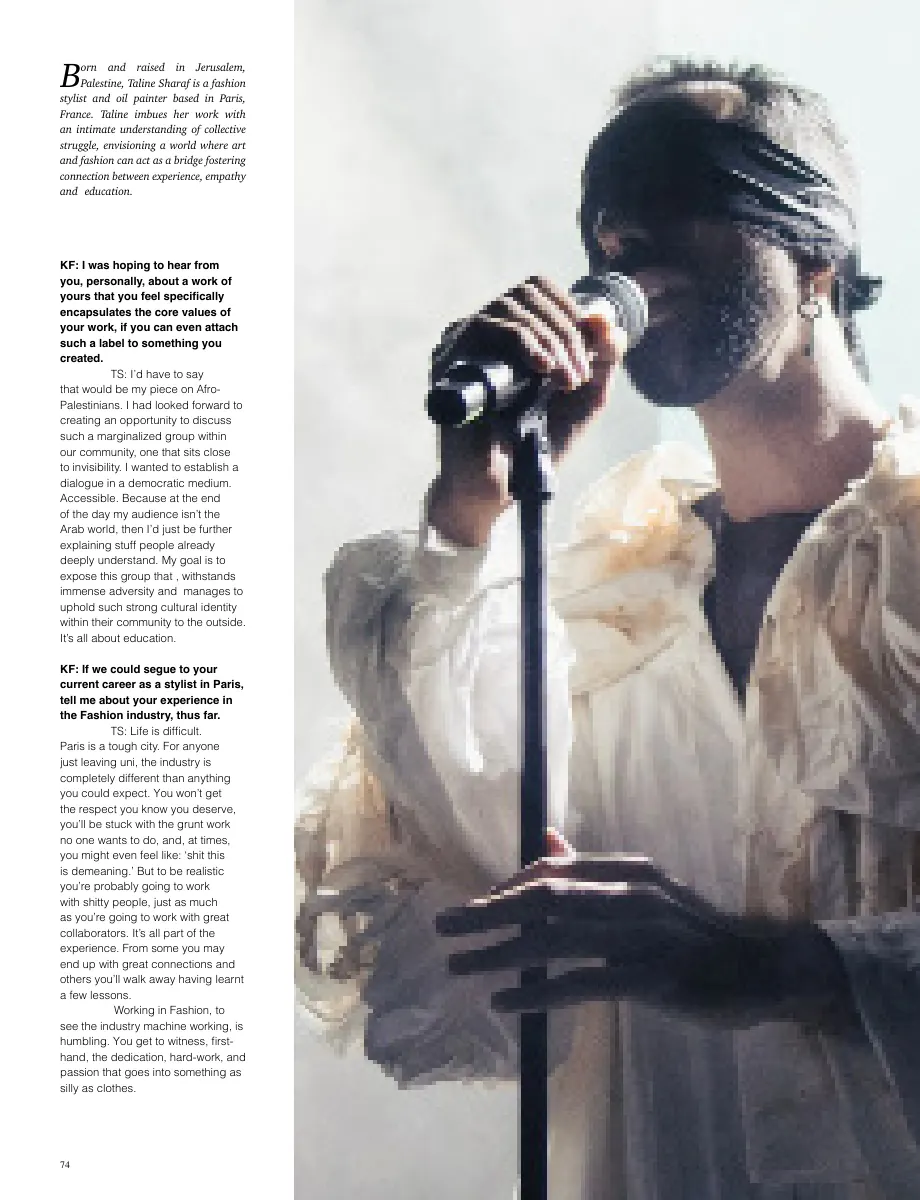 Born and raised in Jerusalem,
Palestine, Taline Sharaf is a fashion
stylist and oil painter based in Paris,
France. Taline imbues her work with
an intimate understanding of collective
struggle, envisioning a world where art
and fashion can act as a bridge fostering
connection between experience, empathy
and education.
KF: I was hoping to hear from
you, personally, about a work of
yours that you feel specifically
encapsulates the core values of
your work, if you can even attach
such a label to something you
created.
TS: I’d have to say
that would be my piece on Afro-
Palestinians. I had looked forward to
creating an opportunity to discuss
such a marginalized group within
our community, one that sits close
to invisibility. I wanted to establish a
dialogue in a democratic medium.
Accessible. Because at the end
of the day my audience isn’t the
Arab world, then I’d just be further
explaining stuff people already
deeply understand. My goal is to
expose this group that , withstands
immense adversity and manages to
uphold such strong cultural identity
within their community to the outside.
It’s all about education.
KF: If we could segue to your
current career as a stylist in Paris,
tell me about your experience in
the Fashion industry, thus far.
TS: Life is difficult.
Paris is a tough city. For anyone
just leaving uni, the industry is
completely different than anything
you could expect. You won’t get
the respect you know you deserve,
you’ll be stuck with the grunt work
no one wants to do, and, at times,
you might even feel like: ‘shit this
is demeaning.’ But to be realistic
you’re probably going to work
with shitty people, just as much
as you’re going to work with great
collaborators. It’s all part of the
experience. From some you may
end up with great connections and
others you’ll walk away having learnt
a few lessons.
Working in Fashion, to
see the industry machine working, is
humbling. You get to witness, first-
hand, the dedication, hard-work, and
passion that goes into something as
silly as clothes.
74